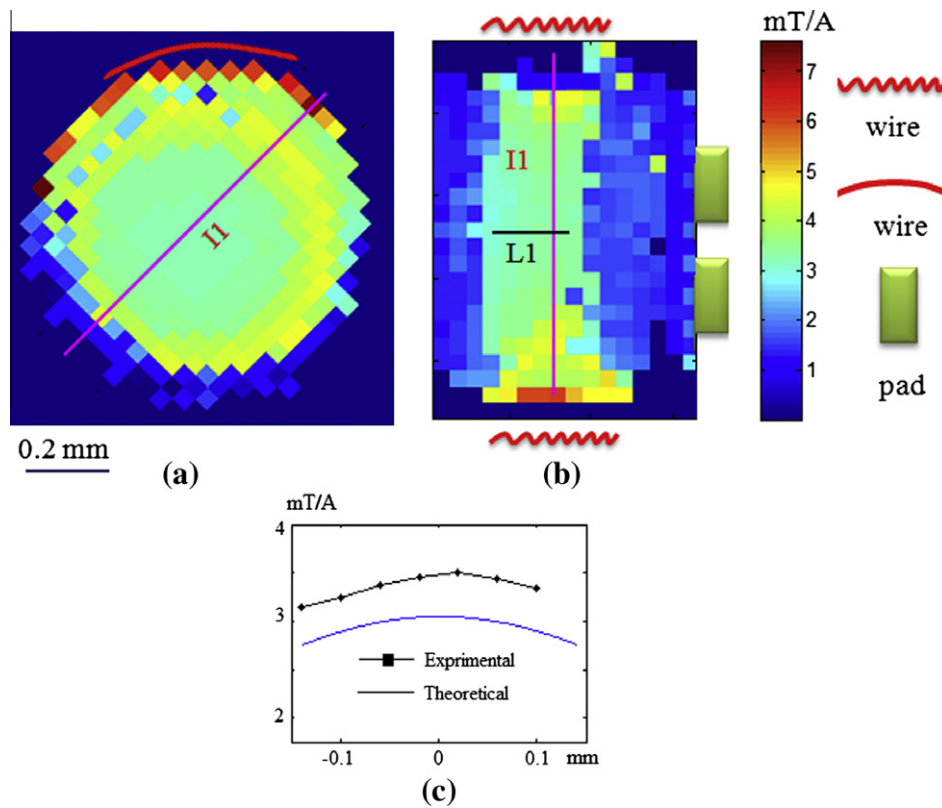 mT/A
7
6
5
4
3
2
1
wire
wire
pad
I1
I1
L1
0.2 mm
(a)
(b)
mT/A
4
3
2
Exprimental
Theoretical
-0.1
0
0.1
mm
(c)